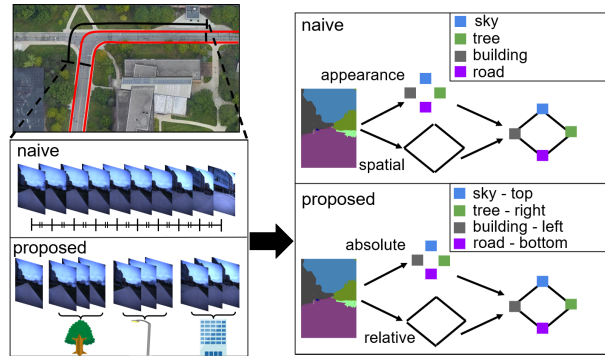 naive
proposed
naive
sky
tree
building
road
appearance
spatial
proposed
sky - top
tree - right
building - left
road - bottom
absolute
relative